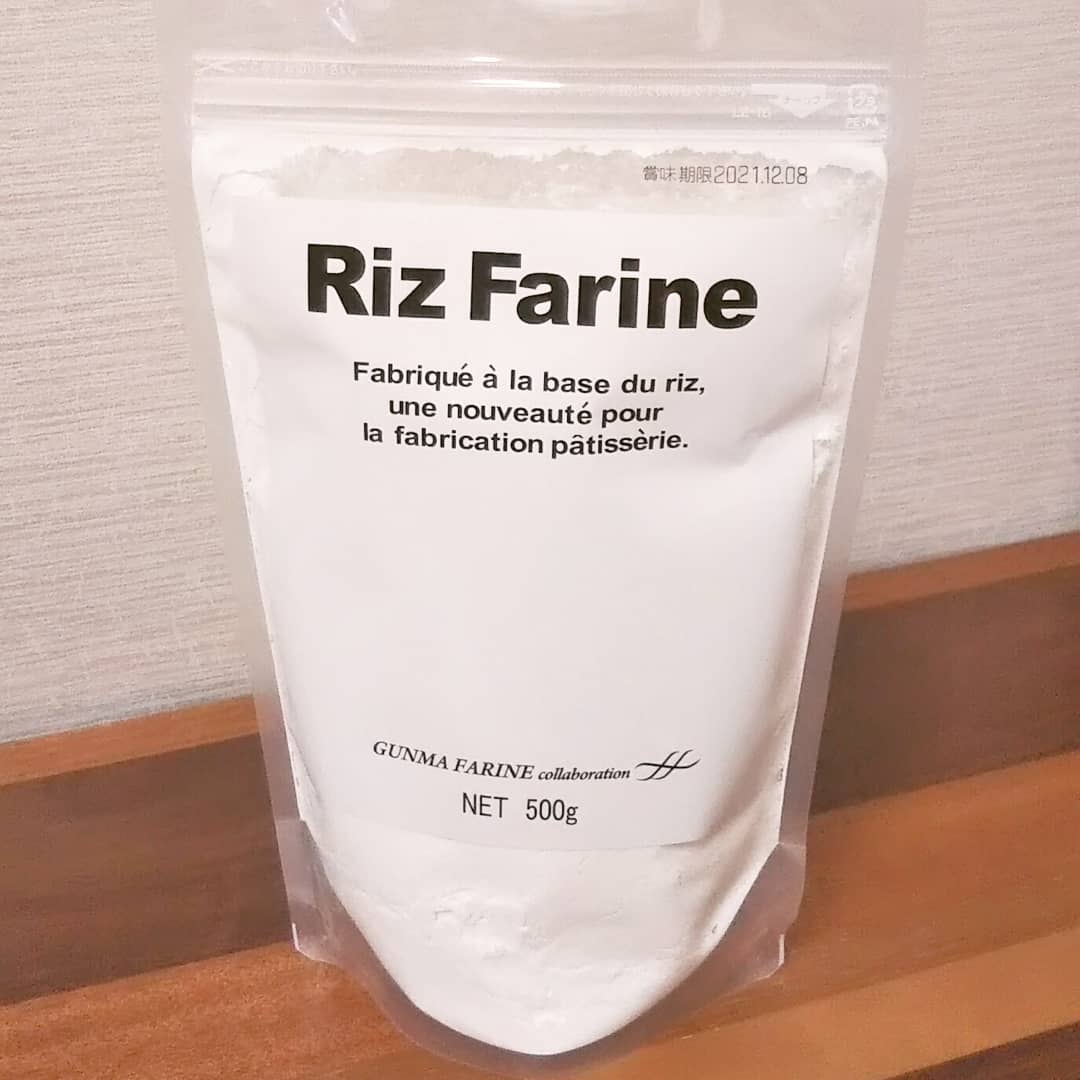 賞味期限2021.12.08
Riz Farine
Fabriqué à la base du riz,
une nouveauté pour
la fabrication pâtissèrie.
GUNMA FARINE collaboration
NET 500g